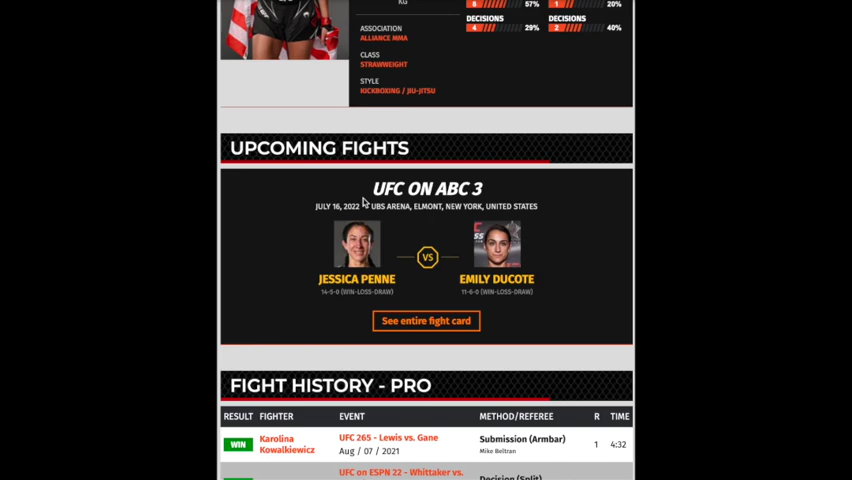 KG
8 57% 1 20%
DECISIONS DECISIONS
4 29% 2 40%
ASSOCIATION
ALLIANCE MMA
CLASS
STRAWWEIGHT
STYLE
KICKBOXING / JIU-JITSU
UPCOMING FIGHTS
UFC ON ABC 3
JULY 16, 2022 UBS ARENA, ELMONT, NEW YORK, UNITED STATES
VS
JESSICA PENNE EMILY DUCOTE
14-5-0 (WIN-LOSS-DRAW) 11-6-0 (WIN-LOSS-DRAW)
See entire fight card
FIGHT HISTORY - PRO
RESULT FIGHTER EVENT METHOD/REFEREE R TIME
WIN Karolina Kowalkiewicz UFC 265 - Lewis vs. Gane Submission (Armbar) 1 4:32
Aug / 07 / 2021 Mike Beltran
UFC on ESPN 22 - Whittaker vs. Decision (Split)